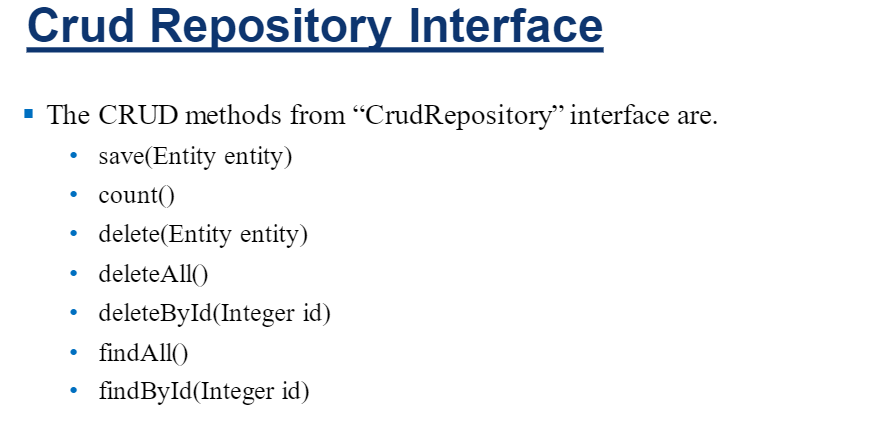 Crud Repository Interface
▪ The CRUD methods from “CrudRepository” interface are.
• save(Entity entity)
• count()
• delete(Entity entity)
• deleteAll()
• deleteById(Integer id)
• findAll()
• findById(Integer id)